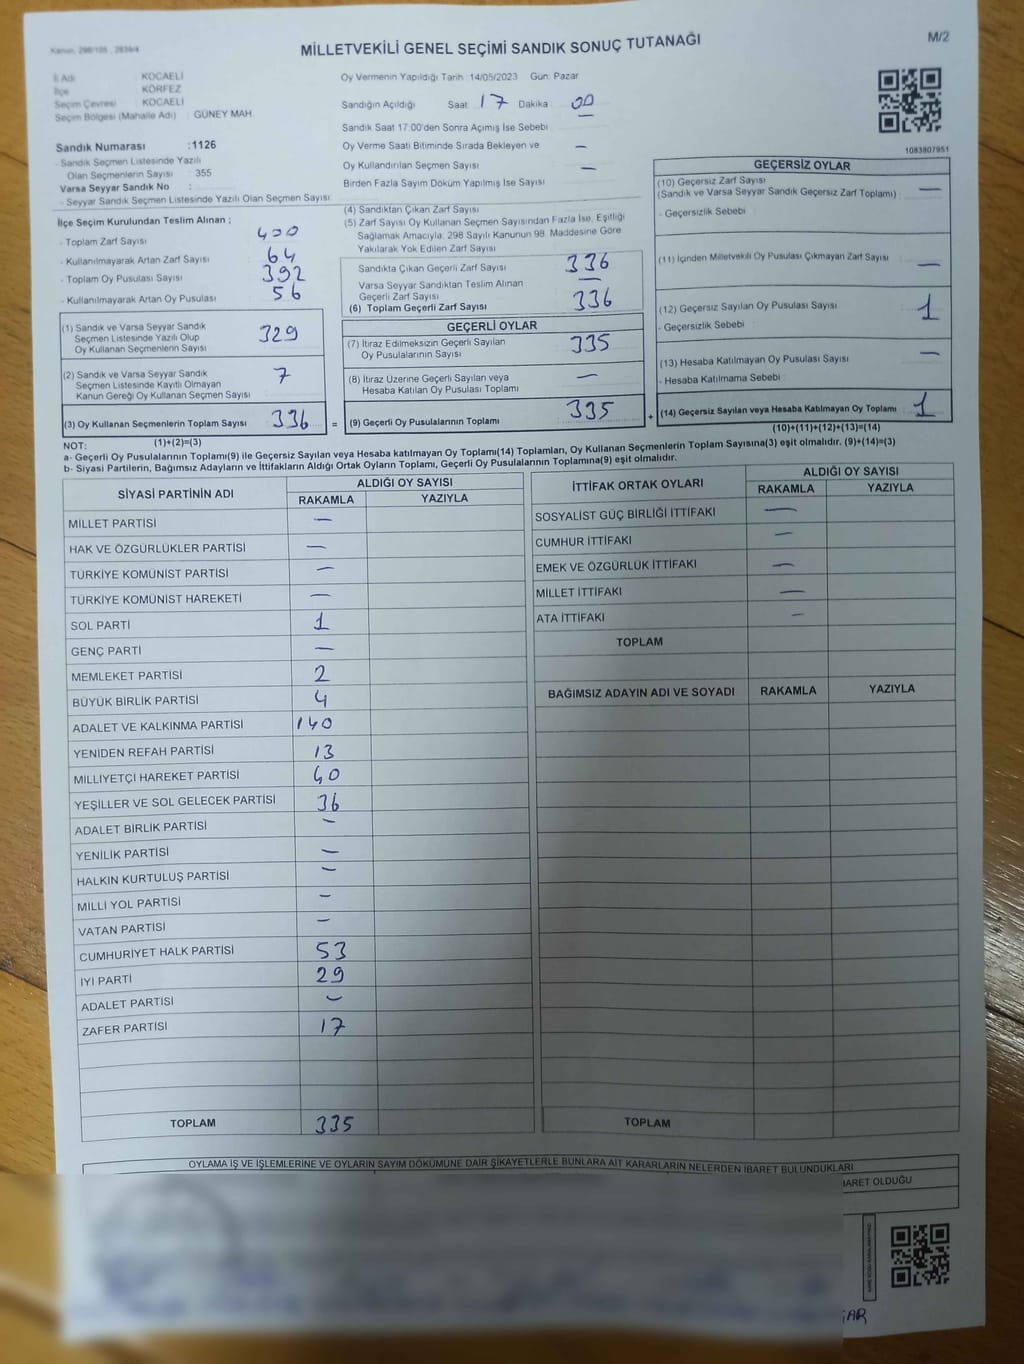 Kanun, 298/105 , 2839/4
MİLLETVEKİLİ GENEL SEÇİMİ SANDIK SONUÇ TUTANAĞI
M/2
İl Adı : KOCAELİ
İlçe : KÖRFEZ
Seçim Çevresi : KOCAELİ
Seçim Bölgesi (Mahalle Adı) : GÜNEY MAH.
Oy Vermenin Yapıldığı Tarih 14/05/2023 Gün: Pazar
Sandığın Açıldığı Saat 17 Dakika 00
Sandık Saat 17:00'den Sonra Açımış İse Sebebi
Oy Verme Saati Bitiminde Sırada Bekleyen ve —
Oy Kullandırılan Seçmen Sayısı —
Birden Fazla Sayım Döküm Yapılmış İse Sayısı
Sandık Numarası :1126
- Sandık Seçmen Listesinde Yazılı
Olan Seçmenlerin Sayısı : 355
Varsa Seyyar Sandık No :
- Seyyar Sandık Seçmen Listesinde Yazılı Olan Seçmen Sayısı
1083807951
İlçe Seçim Kurulundan Teslim Alınan ;
- Toplam Zarf Sayısı 400
- Kullanılmayarak Artan Zarf Sayısı 64
- Toplam Oy Pusulası Sayısı 392
- Kullanılmayarak Artan Oy Pusulası 56
(1) Sandık ve Varsa Seyyar Sandık
Seçmen Listesinde Yazılı Olup
Oy Kullanan Seçmenlerin Sayısı 329
(2) Sandık ve Varsa Seyyar Sandık
Seçmen Listesinde Kayıtlı Olmayan
Kanun Gereği Oy Kullanan Seçmen Sayısı 7
(3) Oy Kullanan Seçmenlerin Toplam Sayısı 336
(1)+(2)=(3)
(4) Sandıktan Çıkan Zarf Sayısı
(5) Zarf Sayısı Oy Kullanan Seçmen Sayısından Fazla İse, Eşitliği
Sağlamak Amacıyla, 298 Sayılı Kanunun 98. Maddesine Göre
Yakılarak Yok Edilen Zarf Sayısı
Sandıkta Çıkan Geçerli Zarf Sayısı 336
Varsa Seyyar Sandıktan Teslim Alınan
Geçerli Zarf Sayısı —
(6) Toplam Geçerli Zarf Sayısı 336
GEÇERLİ OYLAR
(7) İtiraz Edilmeksizin Geçerli Sayılan
Oy Pusulalarının Sayısı 335
(8) İtiraz Üzerine Geçerli Sayılan veya
Hesaba Katılan Oy Pusulası Toplamı —
= (9) Geçerli Oy Pusulalarının Toplamı 335
GEÇERSİZ OYLAR
(10) Geçersiz Zarf Sayısı
(Sandık ve Varsa Seyyar Sandık Geçersiz Zarf Toplamı) —
- Geçersizlik Sebebi
(11) İçinden Milletvekili Oy Pusulası Çıkmayan Zarf Sayısı —
(12) Geçersiz Sayılan Oy Pusulası Sayısı 1
- Geçersizlik Sebebi
(13) Hesaba Katılmayan Oy Pusulası Sayısı —
- Hesaba Katılmama Sebebi
+ (14) Geçersiz Sayılan veya Hesaba Katılmayan Oy Toplamı 1
(10)+(11)+(12)+(13)=(14)
NOT:
a- Geçerli Oy Pusulalarının Toplamı(9) ile Geçersiz Sayılan veya Hesaba katılmayan Oy Toplamı(14) Toplamları, Oy Kullanan Seçmenlerin Toplam Sayısına(3) eşit olmalıdır. (9)+(14)=(3)
b- Siyasi Partilerin, Bağımsız Adayların ve İttifakların Aldığı Ortak Oyların Toplamı, Geçerli Oy Pusulalarının Toplamına(9) eşit olmalıdır.
SİYASİ PARTİNİN ADI
ALDIĞI OY SAYISI
RAKAMLA YAZIYLA
MİLLET PARTİSİ —
HAK VE ÖZGÜRLÜKLER PARTİSİ —
TÜRKİYE KOMÜNİST PARTİSİ —
TÜRKİYE KOMÜNİST HAREKETİ —
SOL PARTİ 1
GENÇ PARTİ —
MEMLEKET PARTİSİ 2
BÜYÜK BİRLİK PARTİSİ 4
ADALET VE KALKINMA PARTİSİ 140
YENİDEN REFAH PARTİSİ 13
MİLLİYETÇİ HAREKET PARTİSİ 40
YEŞİLLER VE SOL GELECEK PARTİSİ 36
ADALET BİRLİK PARTİSİ —
YENİLİK PARTİSİ —
HALKIN KURTULUŞ PARTİSİ —
MİLLİ YOL PARTİSİ —
VATAN PARTİSİ —
CUMHURİYET HALK PARTİSİ 53
İYİ PARTİ 29
ADALET PARTİSİ —
ZAFER PARTİSİ 17
TOPLAM 335
İTTİFAK ORTAK OYLARI
ALDIĞI OY SAYISI
RAKAMLA YAZIYLA
SOSYALİST GÜÇ BİRLİĞİ İTTİFAKI —
CUMHUR İTTİFAKI —
EMEK VE ÖZGÜRLÜK İTTİFAKI —
MİLLET İTTİFAKI —
ATA İTTİFAKI —
TOPLAM
BAĞIMSIZ ADAYIN ADI VE SOYADI RAKAMLA YAZIYLA
TOPLAM
OYLAMA İŞ VE İŞLEMLERİNE VE OYLARIN SAYIM DÖKÜMÜNE DAİR ŞİKAYETLERLE BUNLARA AİT KARARLARIN NELERDEN İBARET BULUNDUKLARI
İBARET OLDUĞU